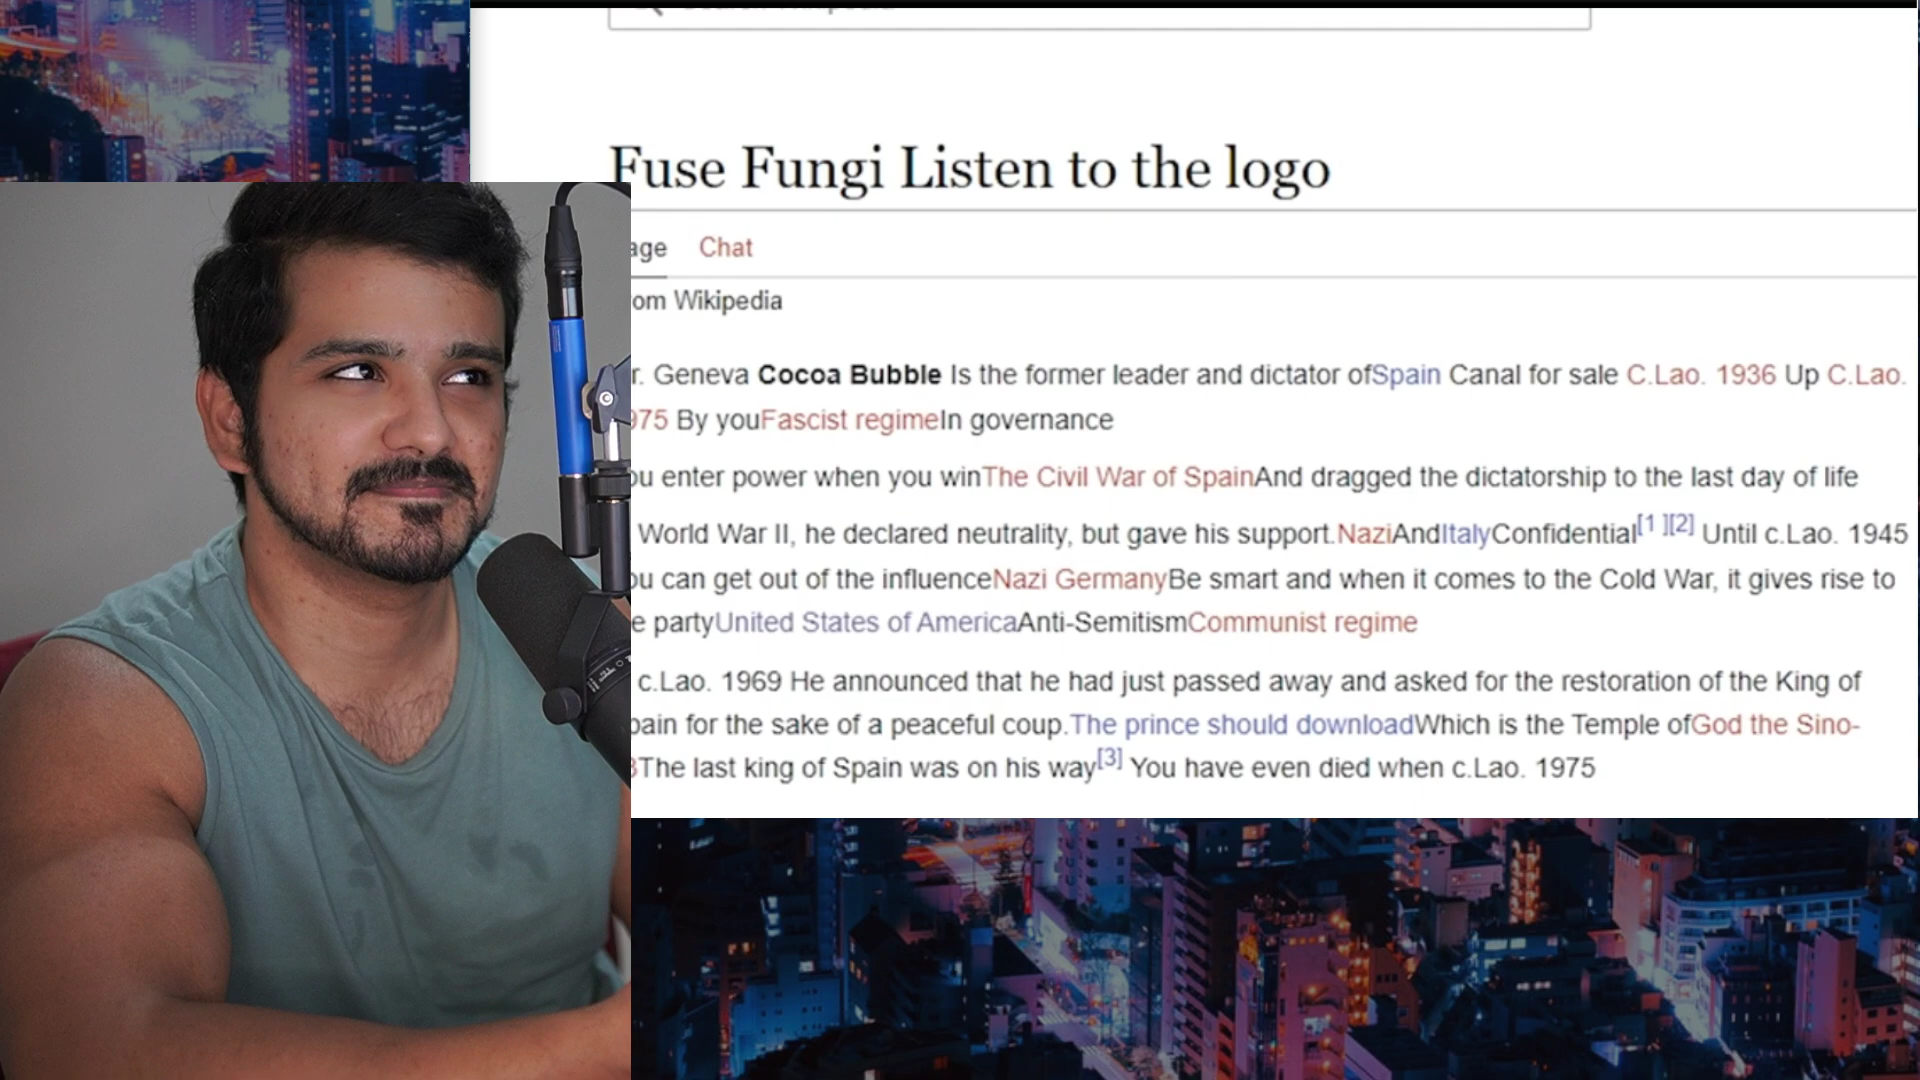 Fuse Fungi Listen to the logo
age Chat
om Wikipedia
r. Geneva Cocoa Bubble Is the former leader and dictator ofSpain Canal for sale C.Lao. 1936 Up C.Lao.
975 By youFascist regimeIn governance
ou enter power when you winThe Civil War of SpainAnd dragged the dictatorship to the last day of life
World War II, he declared neutrality, but gave his support.NaziAndItalyConfidential[1 ][2] Until c.Lao. 1945
ou can get out of the influenceNazi GermanyBe smart and when it comes to the Cold War, it gives rise to
e partyUnited States of AmericaAnti-SemitismCommunist regime
c.Lao. 1969 He announced that he had just passed away and asked for the restoration of the King of
pain for the sake of a peaceful coup.The prince should downloadWhich is the Temple ofGod the Sino-
3The last king of Spain was on his way[3] You have even died when c.Lao. 1975